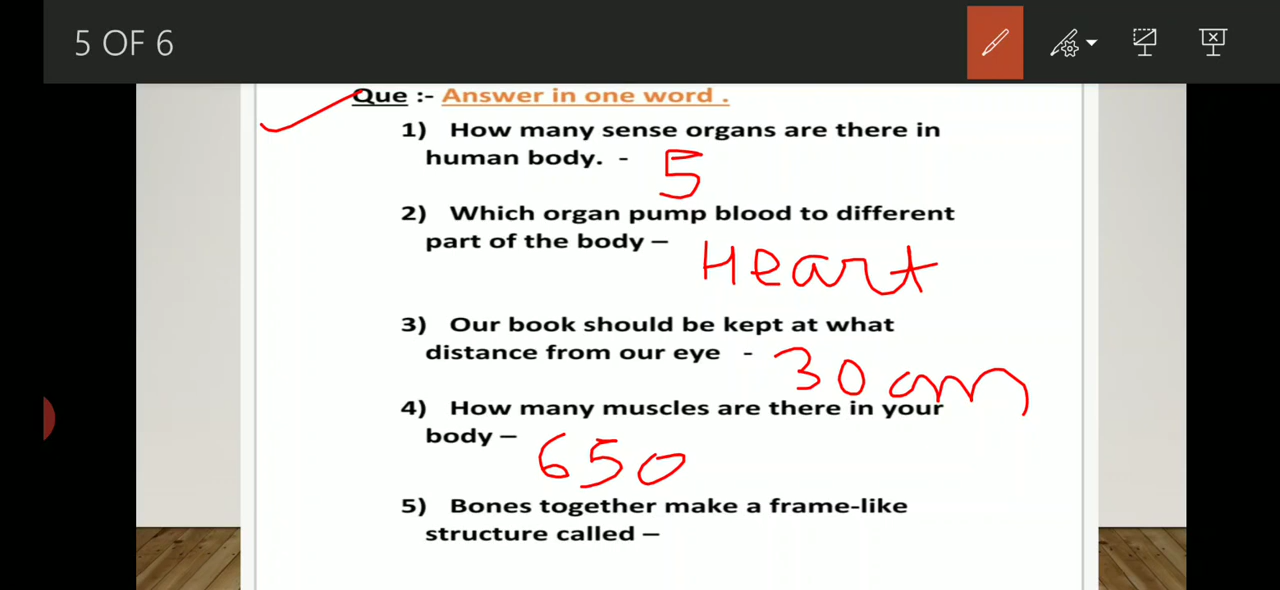 5 OF 6
Que :- Answer in one word .
1) How many sense organs are there in
human body. - 5
2) Which organ pump blood to different
part of the body – Heart
3) Our book should be kept at what
distance from our eye - 30 cm
4) How many muscles are there in your
body – 650
5) Bones together make a frame-like
structure called –